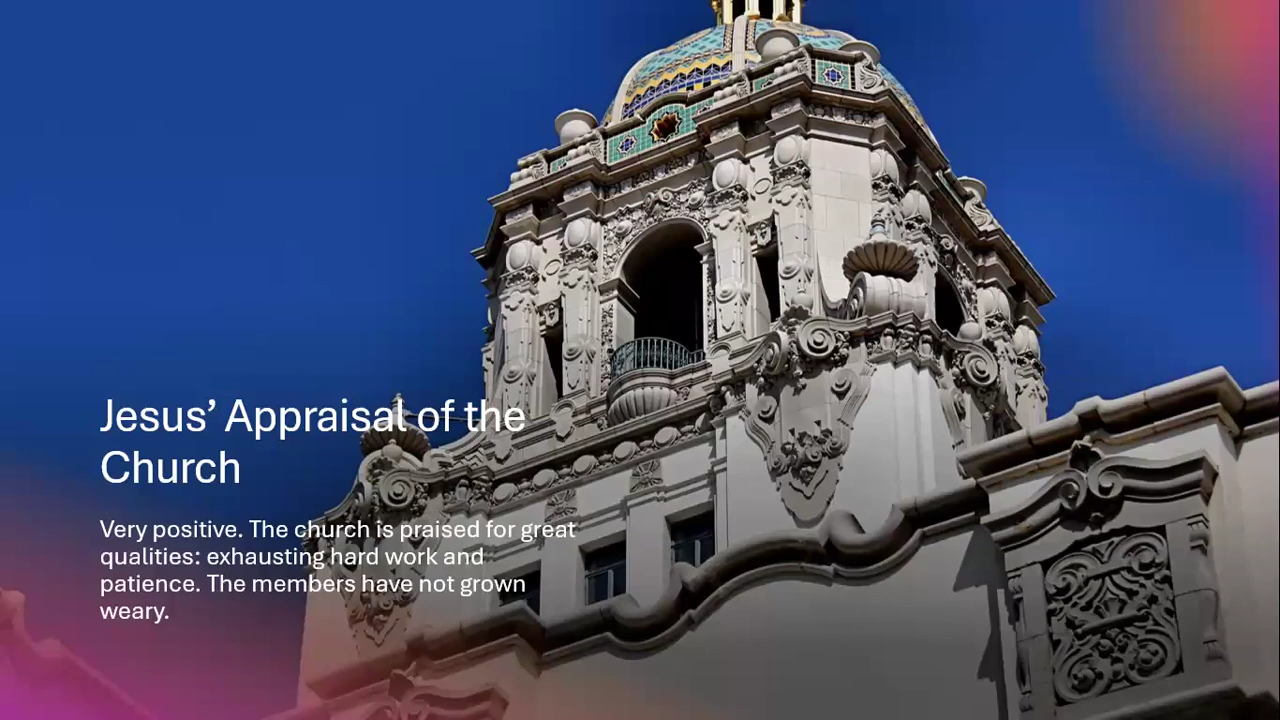 Jesus’ Appraisal of the
Church
Very positive. The church is praised for great
qualities: exhausting hard work and
patience. The members have not grown
weary.